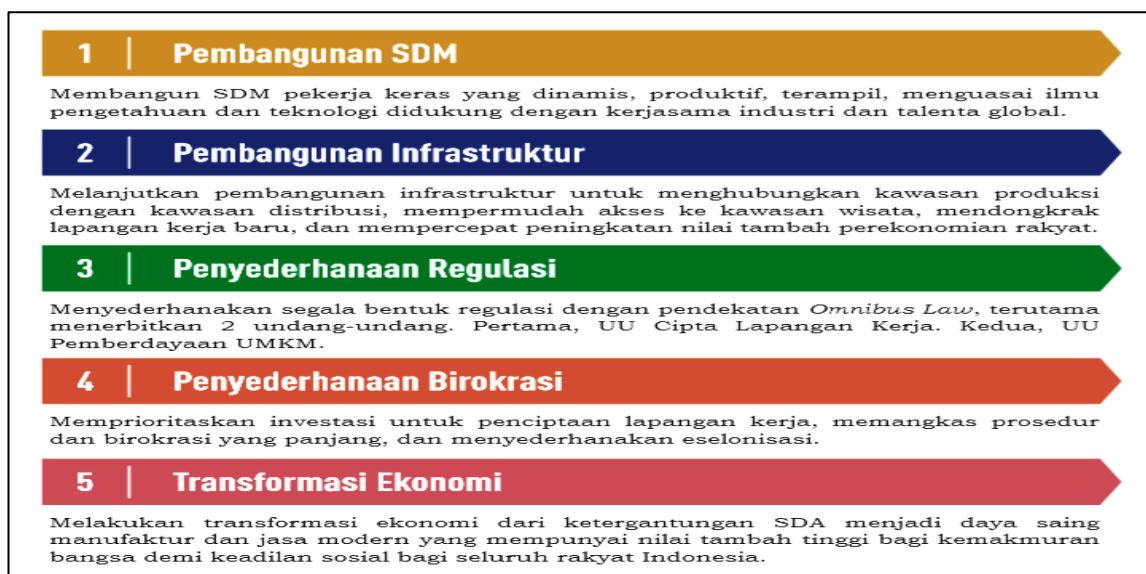 1 | Pembangunan SDM
Membangun SDM pekerja keras yang dinamis, produktif, terampil, menguasai ilmu
pengetahuan dan teknologi didukung dengan kerjasama industri dan talenta global.
2 | Pembangunan Infrastruktur
Melanjutkan pembangunan infrastruktur untuk menghubungkan kawasan produksi
dengan kawasan distribusi, mempermudah akses ke kawasan wisata, mendongkrak
lapangan kerja baru, dan mempercepat peningkatan nilai tambah perekonomian rakyat.
3 | Penyederhanaan Regulasi
Menyederhanakan segala bentuk regulasi dengan pendekatan Omnibus Law, terutama
menerbitkan 2 undang-undang. Pertama, UU Cipta Lapangan Kerja. Kedua, UU
Pemberdayaan UMKM.
4 | Penyederhanaan Birokrasi
Memprioritaskan investasi untuk penciptaan lapangan kerja, memangkas prosedur
dan birokrasi yang panjang, dan menyederhanakan eselonisasi.
5 | Transformasi Ekonomi
Melakukan transformasi ekonomi dari ketergantungan SDA menjadi daya saing
manufaktur dan jasa modern yang mempunyai nilai tambah tinggi bagi kemakmuran
bangsa demi keadilan sosial bagi seluruh rakyat Indonesia.